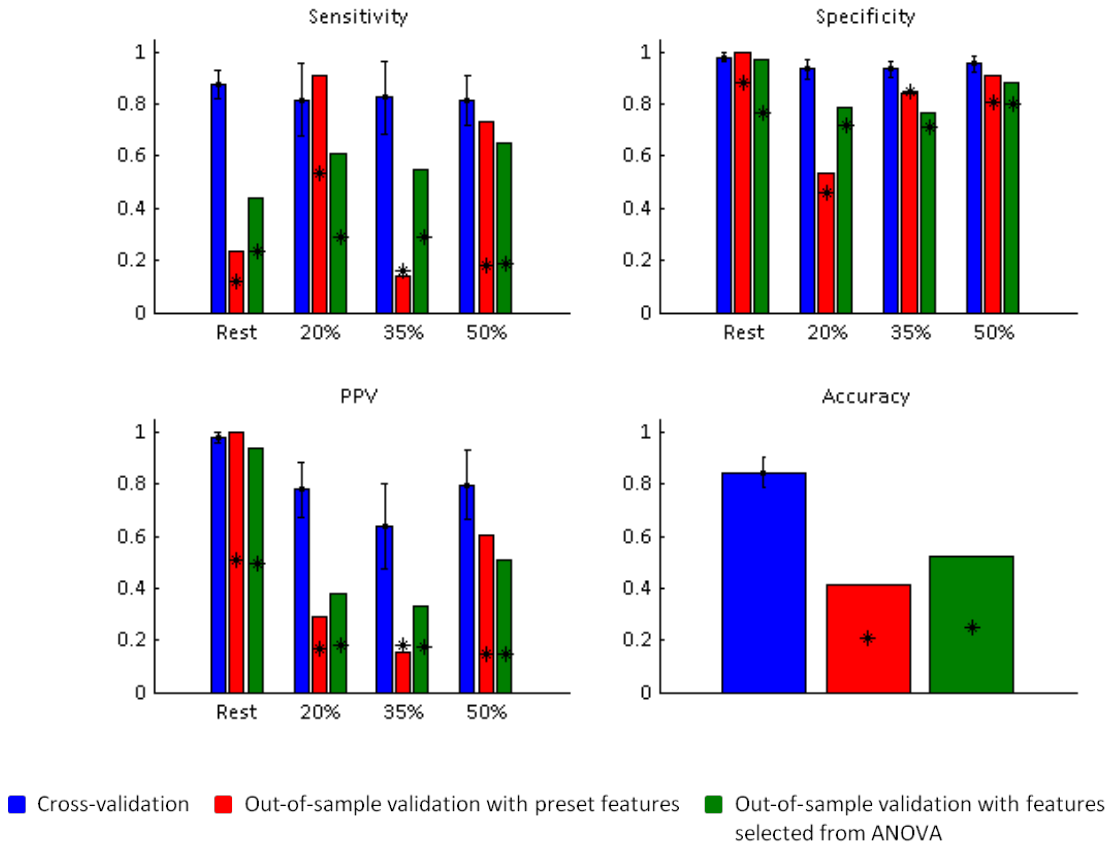 Sensitivity
1
0.8
0.6
0.4
0.2
0
Rest 20% 35% 50%
Specificity
1
0.8
0.6
0.4
0.2
0
Rest 20% 35% 50%
PPV
1
0.8
0.6
0.4
0.2
0
Rest 20% 35% 50%
Accuracy
1
0.8
0.6
0.4
0.2
0
Cross-validation
Out-of-sample validation with preset features
Out-of-sample validation with features
selected from ANOVA